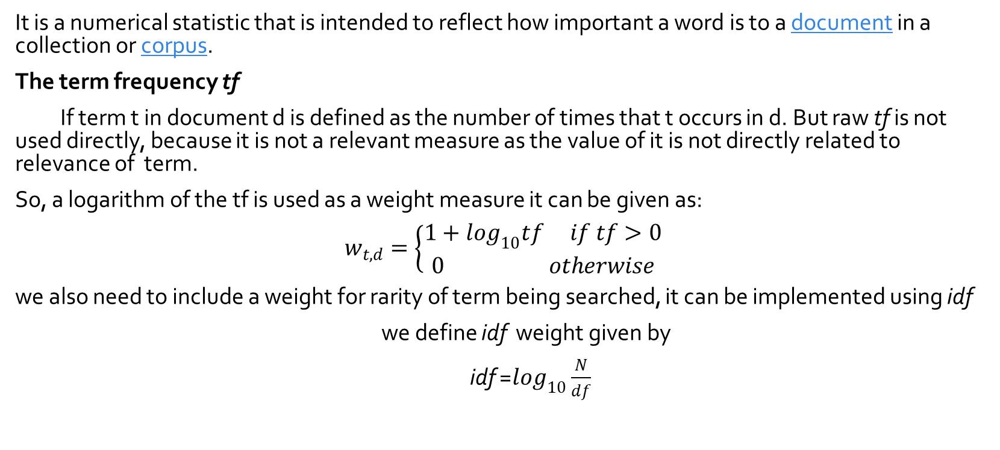 It is a numerical statistic that is intended to reflect how important a word is to a document in a
collection or corpus.
The term frequency tf
If term t in document d is defined as the number of times that t occurs in d. But raw tf is not
used directly, because it is not a relevant measure as the value of it is not directly related to
relevance of term.
So, a logarithm of the tf is used as a weight measure it can be given as:
w_{t,d} = { 1 + log_{10} tf if tf > 0
0 otherwise
we also need to include a weight for rarity of term being searched, it can be implemented using idf
we define idf weight given by
idf=log_{10} \frac{N}{df}